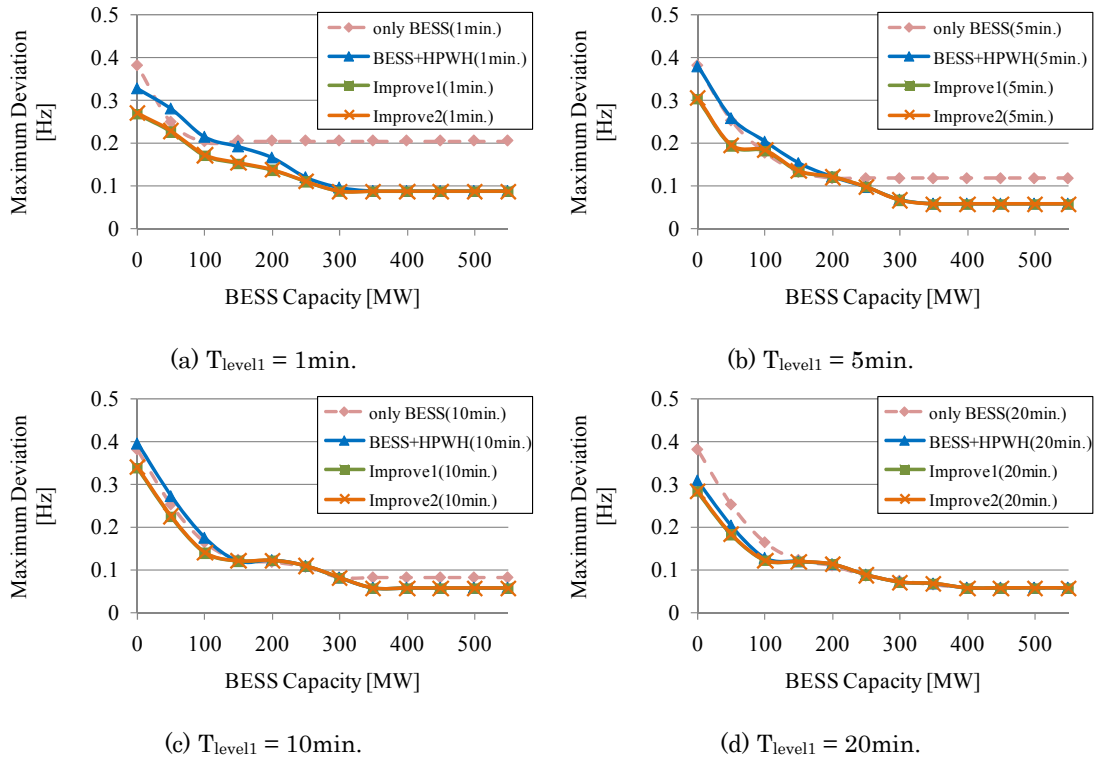 0.5
0.4
0.3
0.2
0.1
0
Maximum Deviation
[Hz]
only BESS(1min.)
BESS+HPWH(1min.)
Improve1(1min.)
Improve2(1min.)
0 100 200 300 400 500
BESS Capacity [MW]
(a) Tlevel1 = 1min.
0.5
0.4
0.3
0.2
0.1
0
Maximum Deviation
[Hz]
only BESS(5min.)
BESS+HPWH(5min.)
Improve1(5min.)
Improve2(5min.)
0 100 200 300 400 500
BESS Capacity [MW]
(b) Tlevel1 = 5min.
0.5
0.4
0.3
0.2
0.1
0
Maximum Deviation
[Hz]
only BESS(10min.)
BESS+HPWH(10min.)
Improve1(10min.)
Improve2(10min.)
0 100 200 300 400 500
BESS Capacity [MW]
(c) Tlevel1 = 10min.
0.5
0.4
0.3
0.2
0.1
0
Maximum Deviation
[Hz]
only BESS(20min.)
BESS+HPWH(20min.)
Improve1(20min.)
Improve2(20min.)
0 100 200 300 400 500
BESS Capacity [MW]
(d) Tlevel1 = 20min.